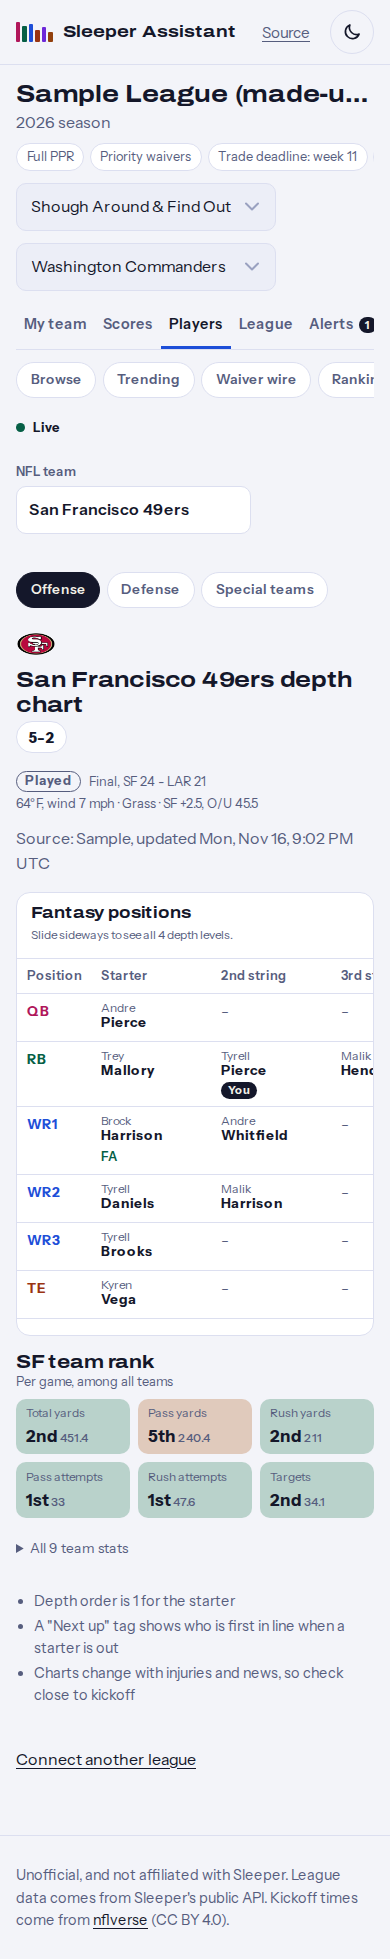 Sleeper Assistant
Source
Sample League (made-u...
2026 season
Full PPR
Priority waivers
Trade deadline: week 11
Shough Around & Find Out
Washington Commanders
My team
Scores
Players
League
Alerts 1
Browse
Trending
Waiver wire
Rankin
Live
NFL team
San Francisco 49ers
Offense
Defense
Special teams
SF
San Francisco 49ers depth
chart
5-2
Played Final, SF 24 - LAR 21
64°F, wind 7 mph · Grass · SF +2.5, O/U 45.5
Source: Sample, updated Mon, Nov 16, 9:02 PM
UTC
Fantasy positions
Slide sideways to see all 4 depth levels.
Position Starter 2nd string 3rd st
QB Andre Pierce – –
RB Trey Mallory Tyrell Pierce You Malik Hend
WR1 Brock Harrison FA Andre Whitfield –
WR2 Tyrell Daniels Malik Harrison –
WR3 Tyrell Brooks – –
TE Kyren Vega – –
SF team rank
Per game, among all teams
Total yards
2nd 451.4
Pass yards
5th 240.4
Rush yards
2nd 211
Pass attempts
1st 33
Rush attempts
1st 47.6
Targets
2nd 34.1
All 9 team stats
Depth order is 1 for the starter
A "Next up" tag shows who is first in line when a
starter is out
Charts change with injuries and news, so check
close to kickoff
Connect another league
Unofficial, and not affiliated with Sleeper. League
data comes from Sleeper's public API. Kickoff times
come from nflverse (CC BY 4.0).